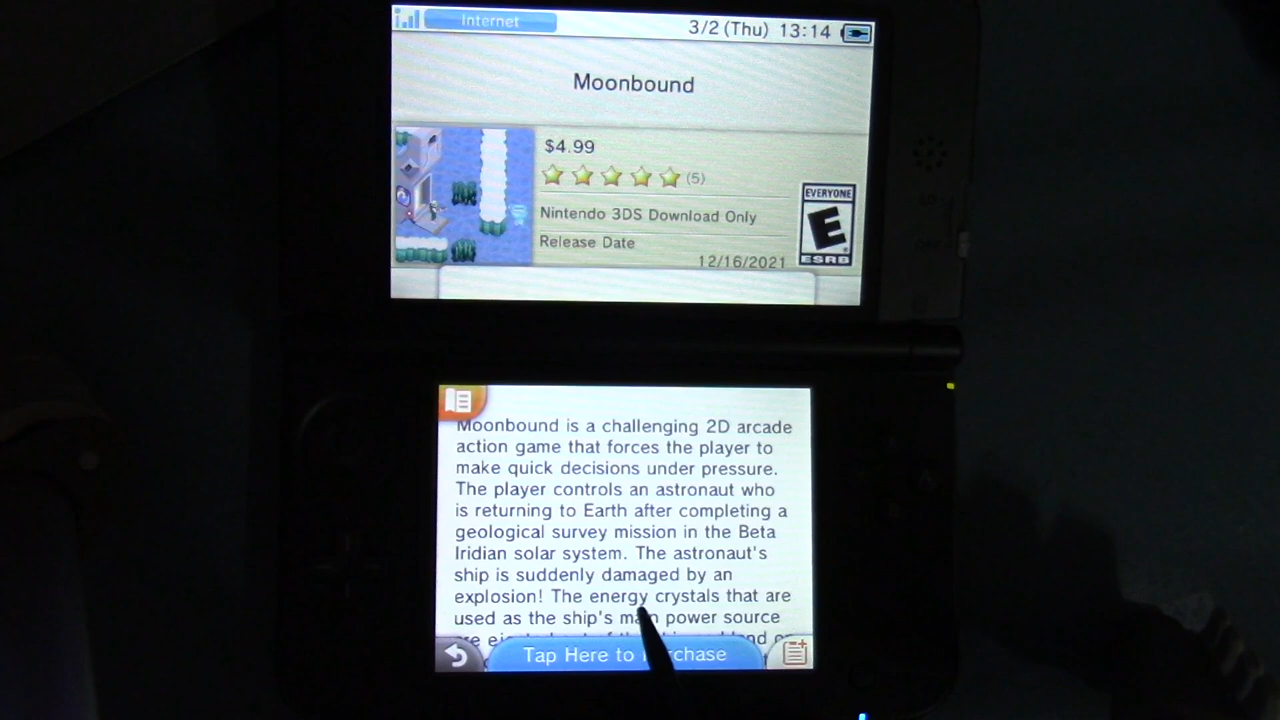 Internet
3/2 (Thu) 13:14
Moonbound
$4.99
(5)
Nintendo 3DS Download Only
Release Date
12/16/2021
EVERYONE
E
ESRB
Moonbound is a challenging 2D arcade
action game that forces the player to
make quick decisions under pressure.
The player controls an astronaut who
is returning to Earth after completing a
geological survey mission in the Beta
Iridian solar system. The astronaut's
ship is suddenly damaged by an
explosion! The energy crystals that are
used as the ship's main power source
Tap Here to Purchase